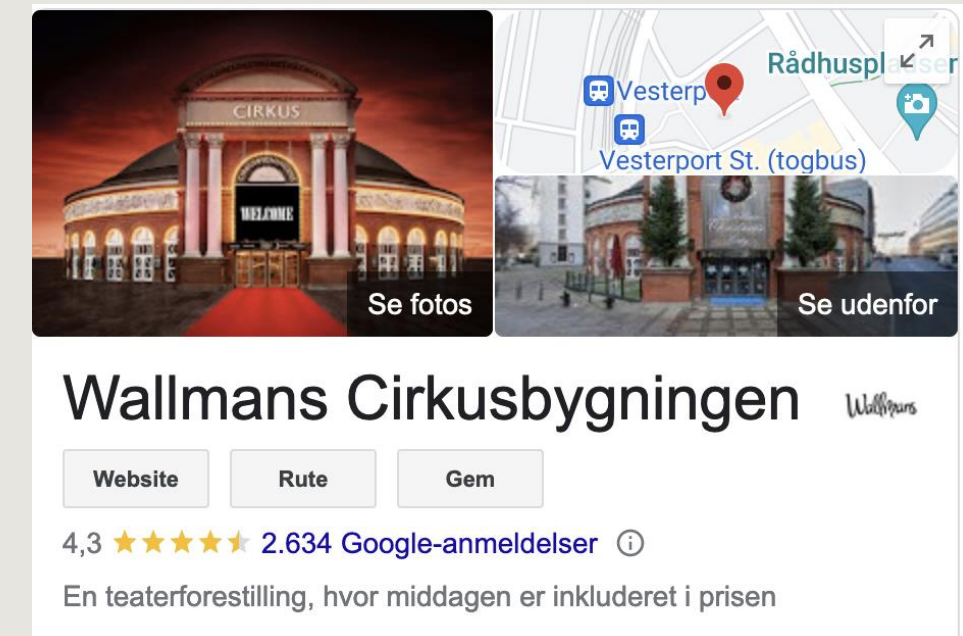 CIRKUS
WELCOME
Se fotos
Vesterp
Vesterport St. (togbus)
Se udenfor
Wallmans Cirkusbygningen
Wallmans
Website
Rute
Gem
4,3
2.634 Google-anmeldelser
En teaterforestilling, hvor middagen er inkluderet i prisen